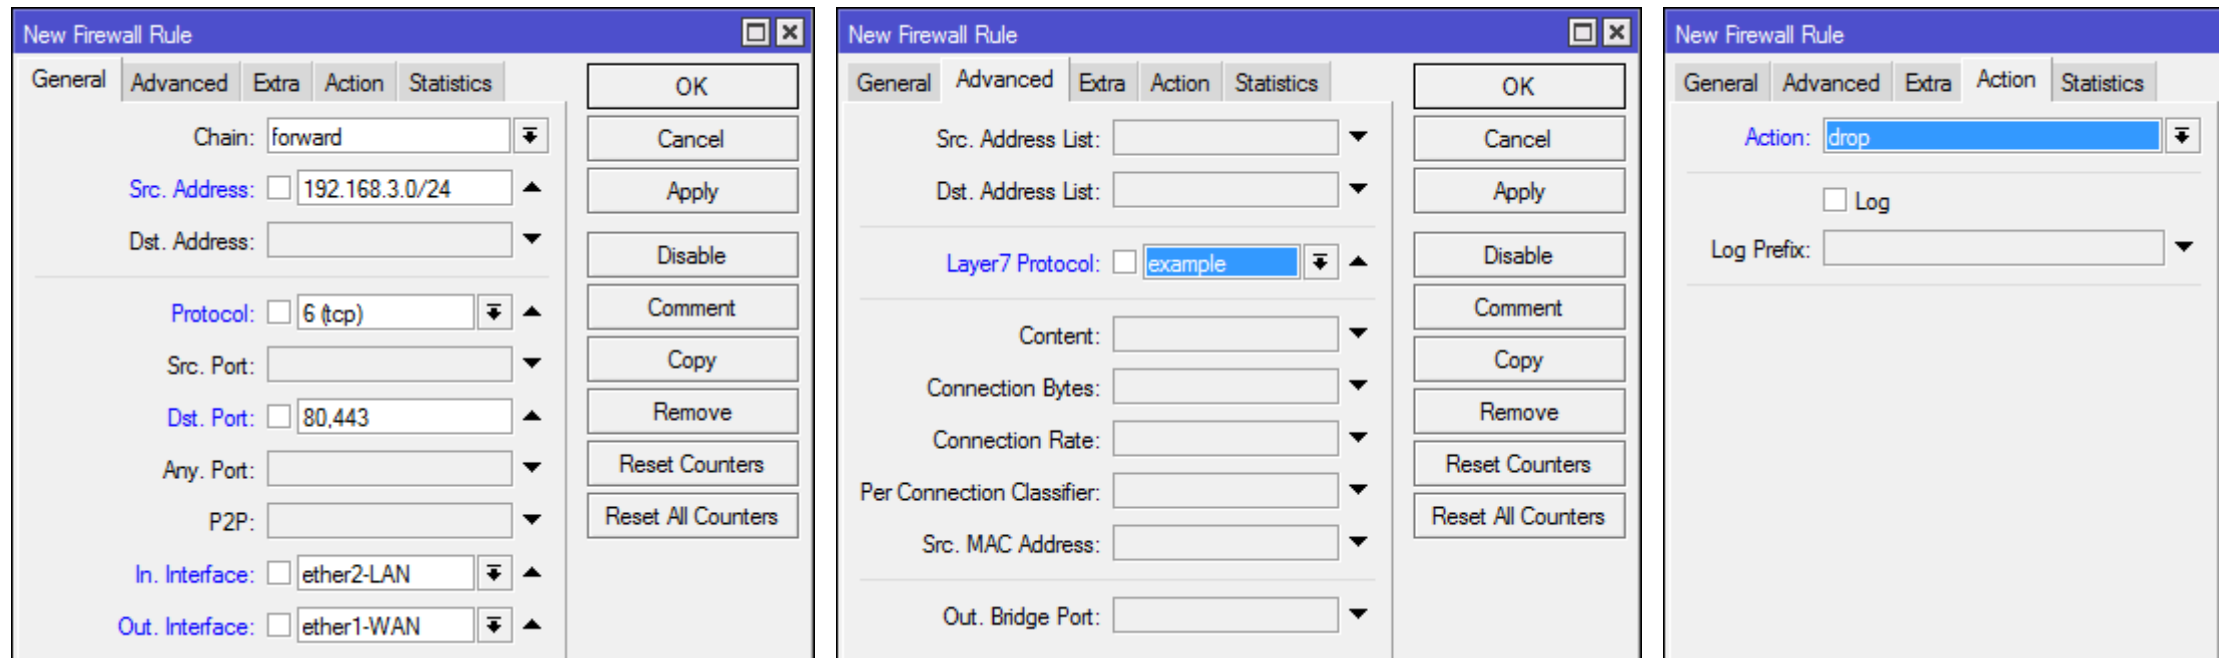 New Firewall Rule
General Advanced Extra Action Statistics
Chain: forward
Src. Address: 192.168.3.0/24
Dst. Address:
Protocol: 6 (tcp)
Src. Port:
Dst. Port: 80,443
Any. Port:
P2P:
In. Interface: ether2-LAN
Out. Interface: ether1-WAN
OK
Cancel
Apply
Disable
Comment
Copy
Remove
Reset Counters
Reset All Counters
New Firewall Rule
General Advanced Extra Action Statistics
Src. Address List:
Dst. Address List:
Layer7 Protocol: example
Content:
Connection Bytes:
Connection Rate:
Per Connection Classifier:
Src. MAC Address:
Out. Bridge Port:
OK
Cancel
Apply
Disable
Comment
Copy
Remove
Reset Counters
Reset All Counters
New Firewall Rule
General Advanced Extra Action Statistics
Action: drop
Log
Log Prefix: